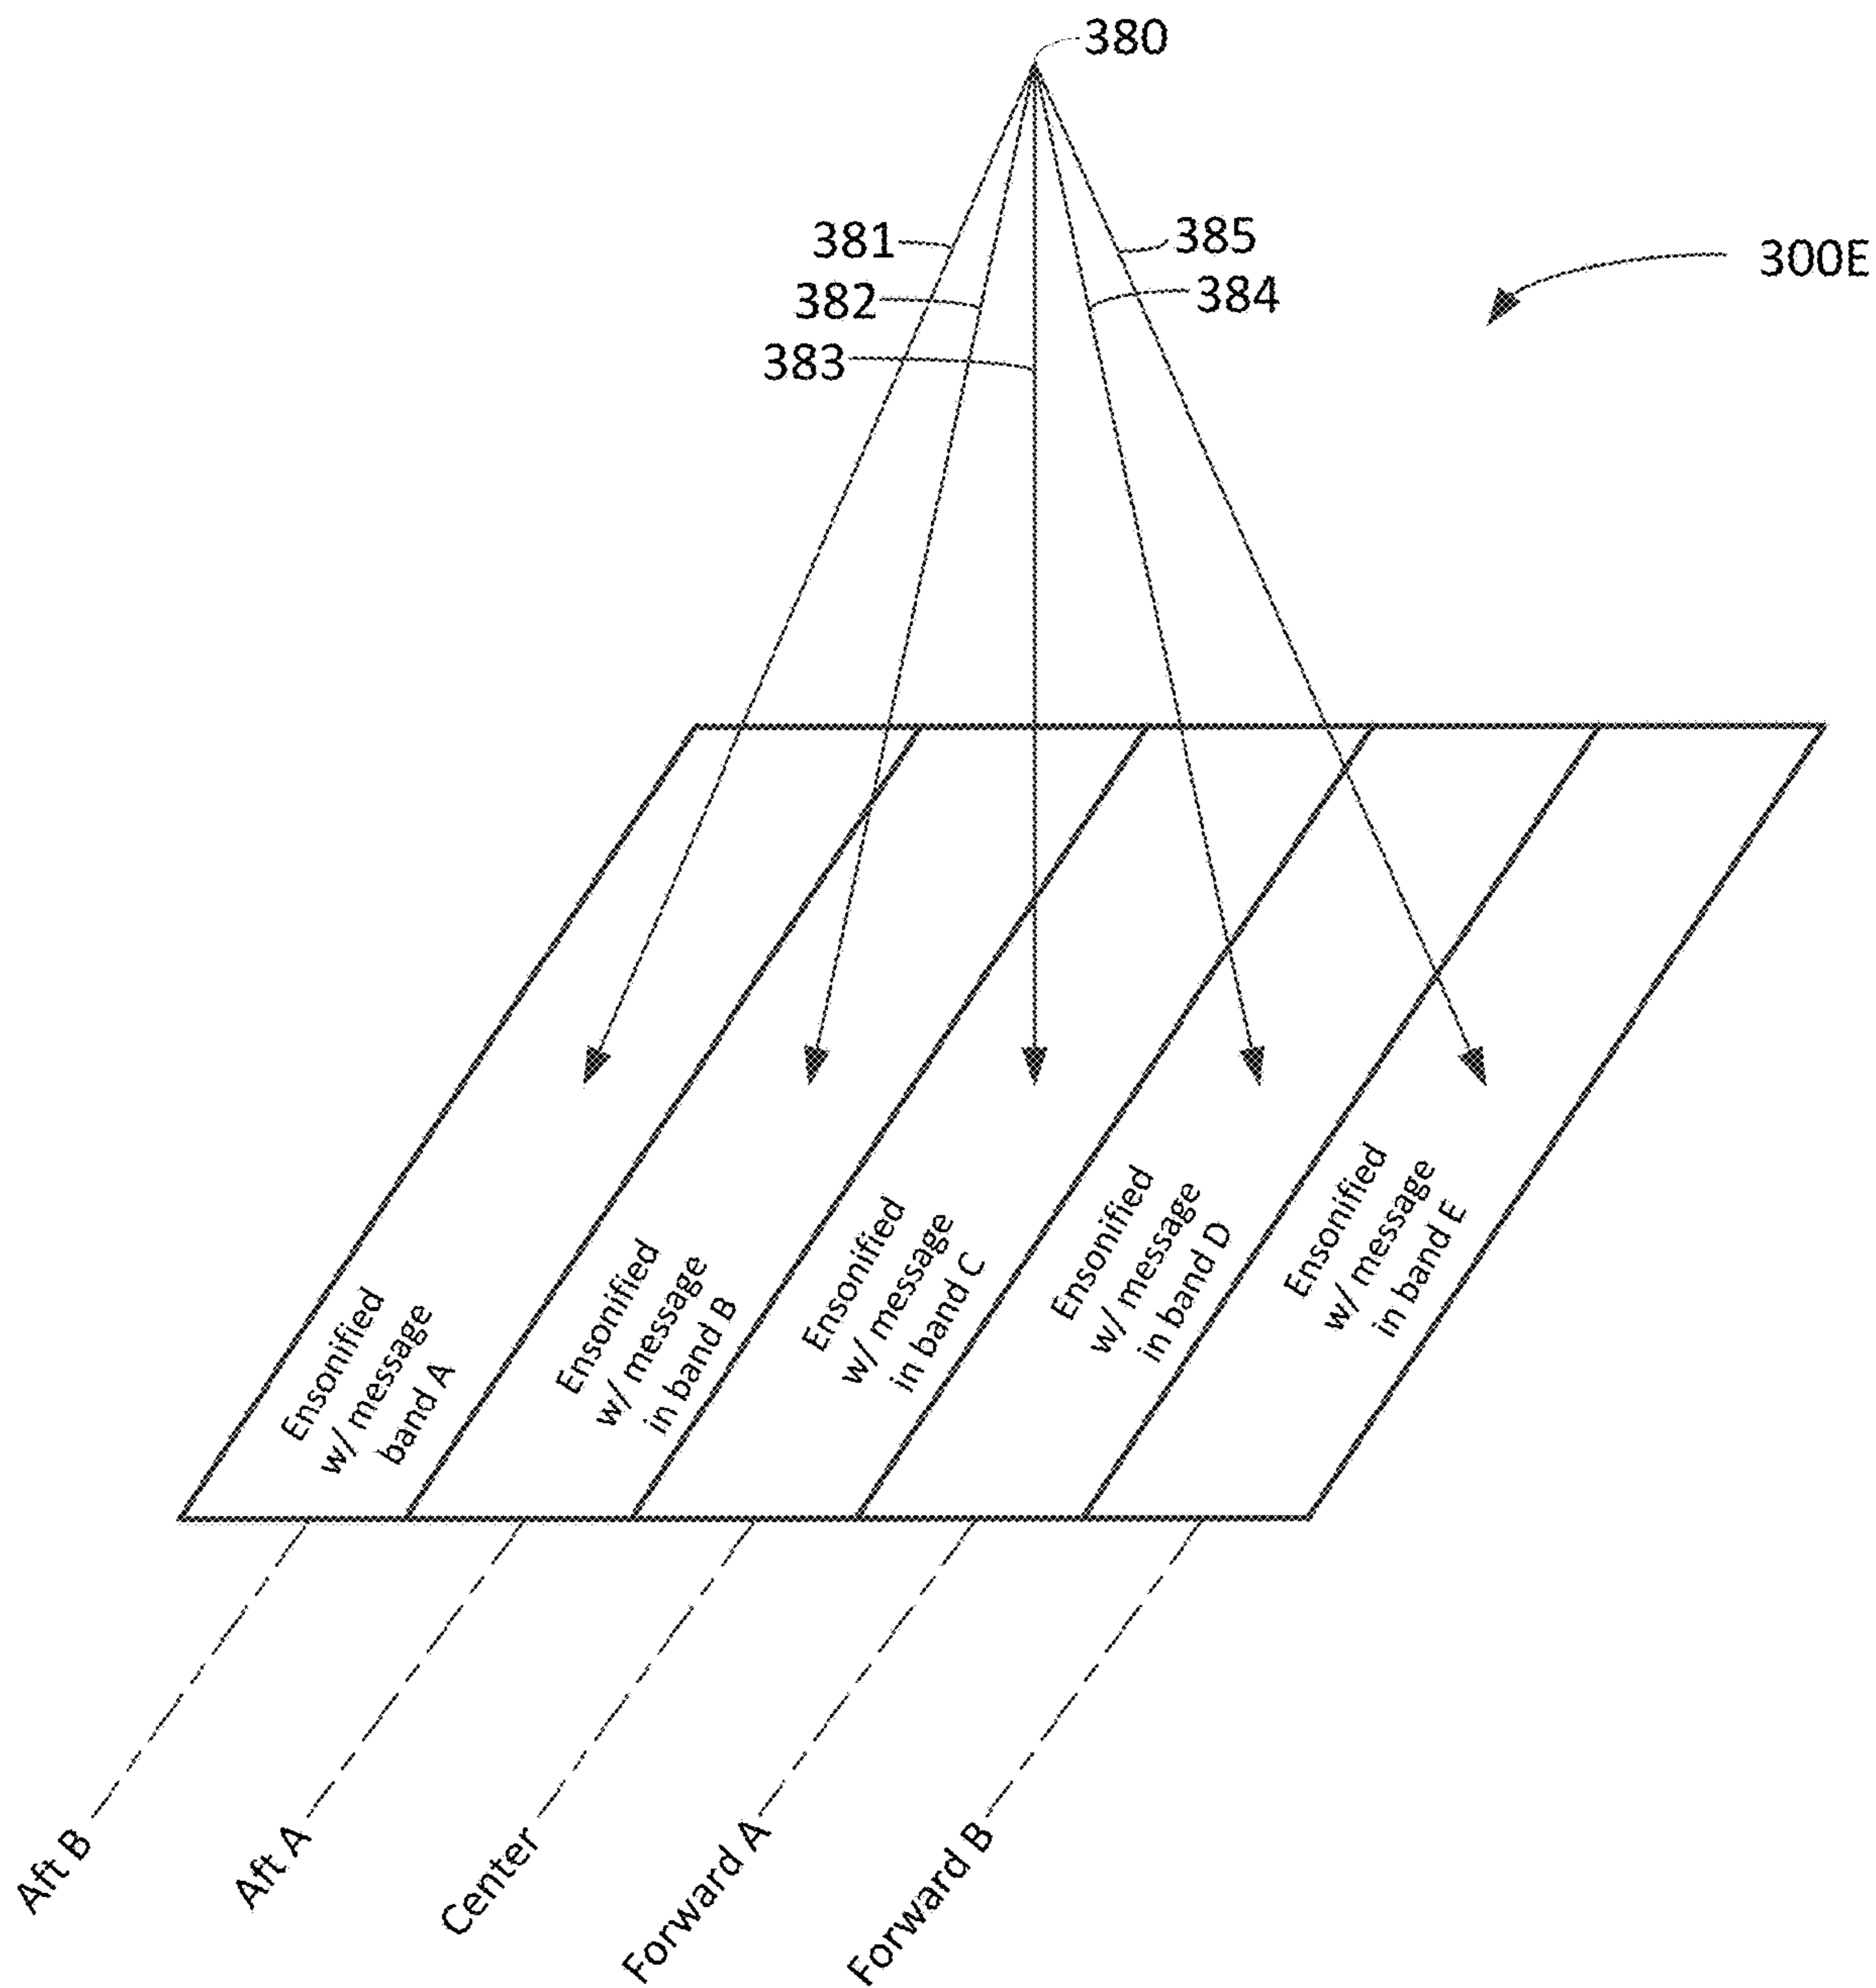 380
381
385
300E
382
384
383
Ensonified
w/ message
band A
Ensonified
w/ message
in band B
Ensonified
w/ message
in band C
Ensonified
w/ message
in band D
Ensonified
w/ message
in band E
Aft B
Aft A
Center
Forward A
Forward B